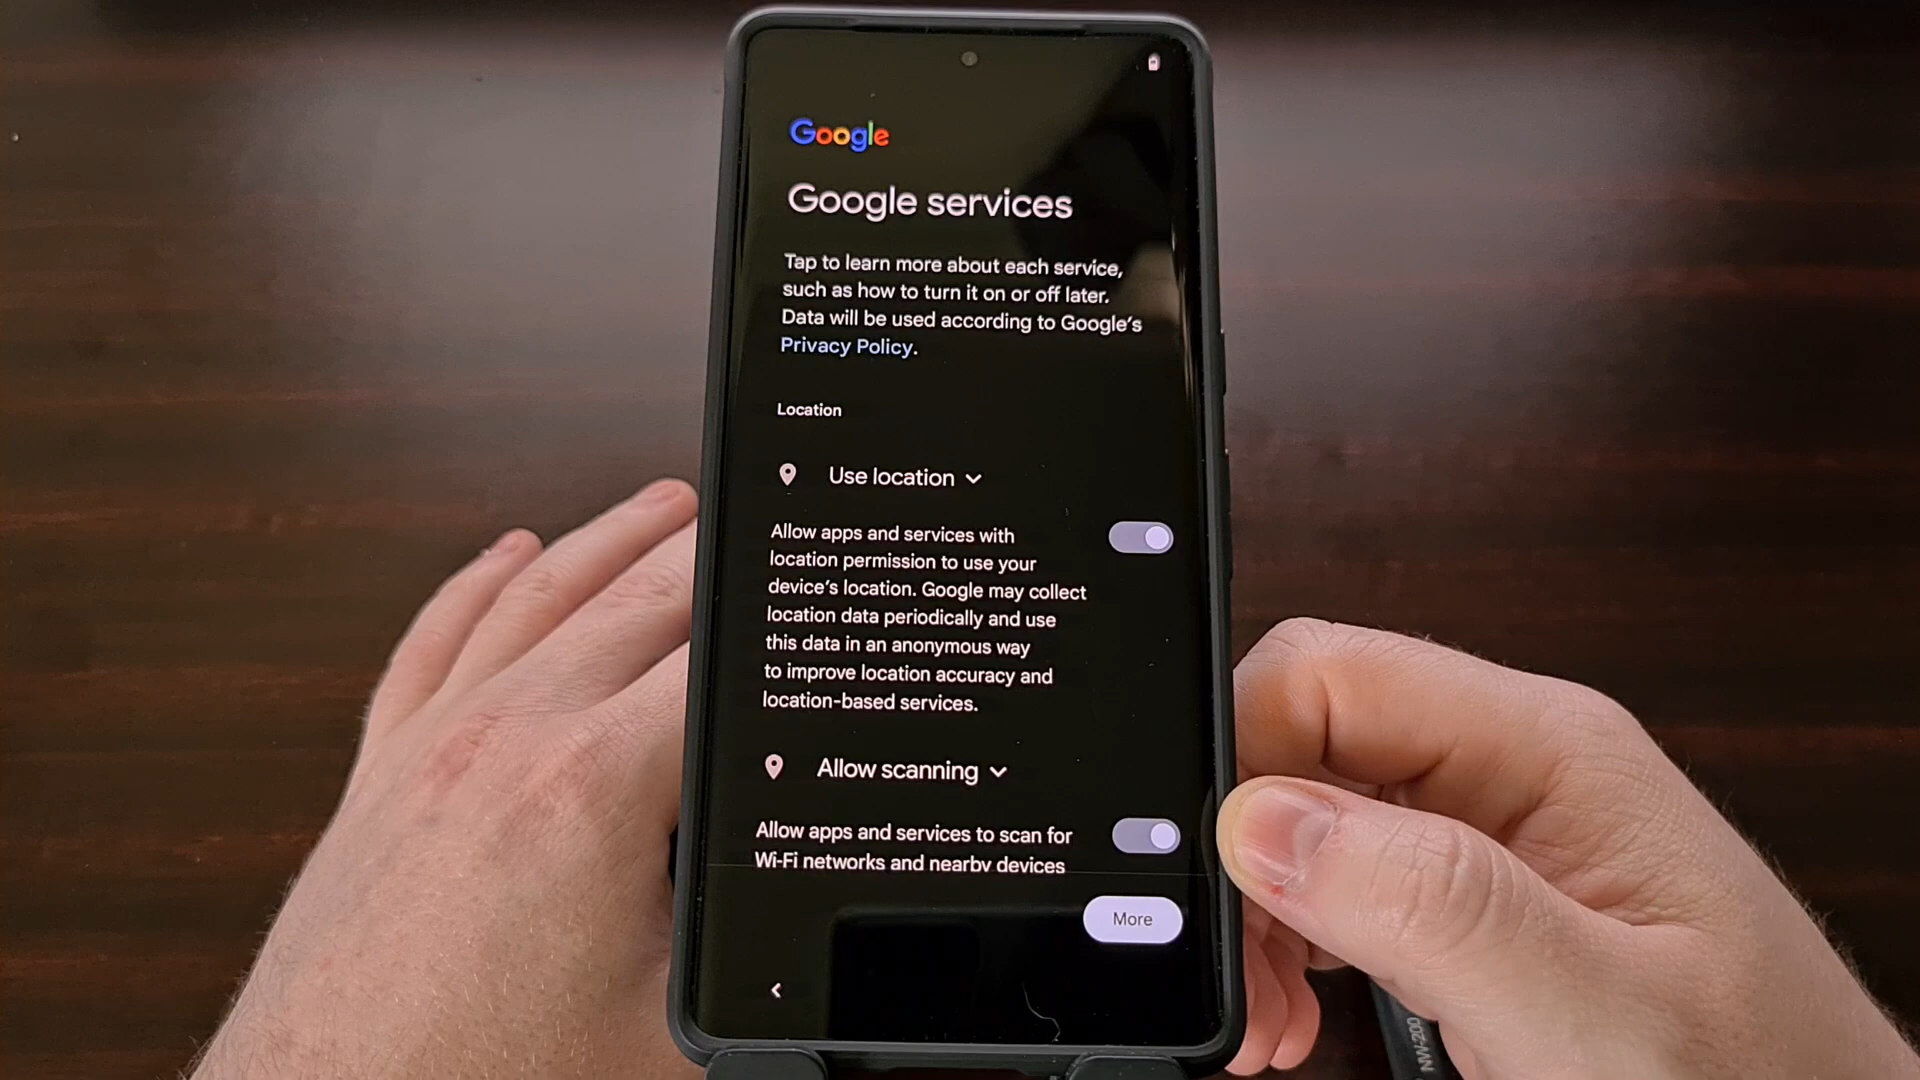 Google
Google services
Tap to learn more about each service,
such as how to turn it on or off later.
Data will be used according to Google's
Privacy Policy.
Location
Use location
Allow apps and services with
location permission to use your
device's location. Google may collect
location data periodically and use
this data in an anonymous way
to improve location accuracy and
location-based services.
Allow scanning
Allow apps and services to scan for
Wi-Fi networks and nearby devices
More
NW-200